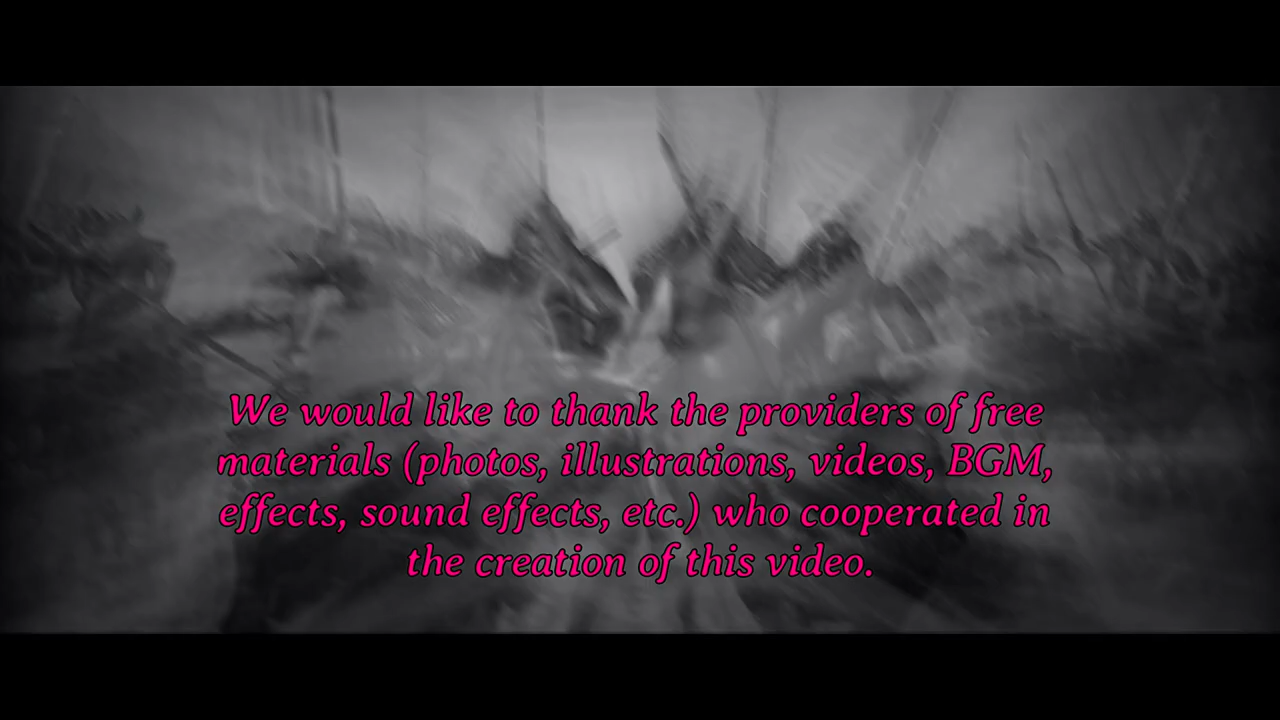 We would like to thank the providers of free
materials (photos, illustrations, videos, BGM,
effects, sound effects, etc.) who cooperated in
the creation of this video.